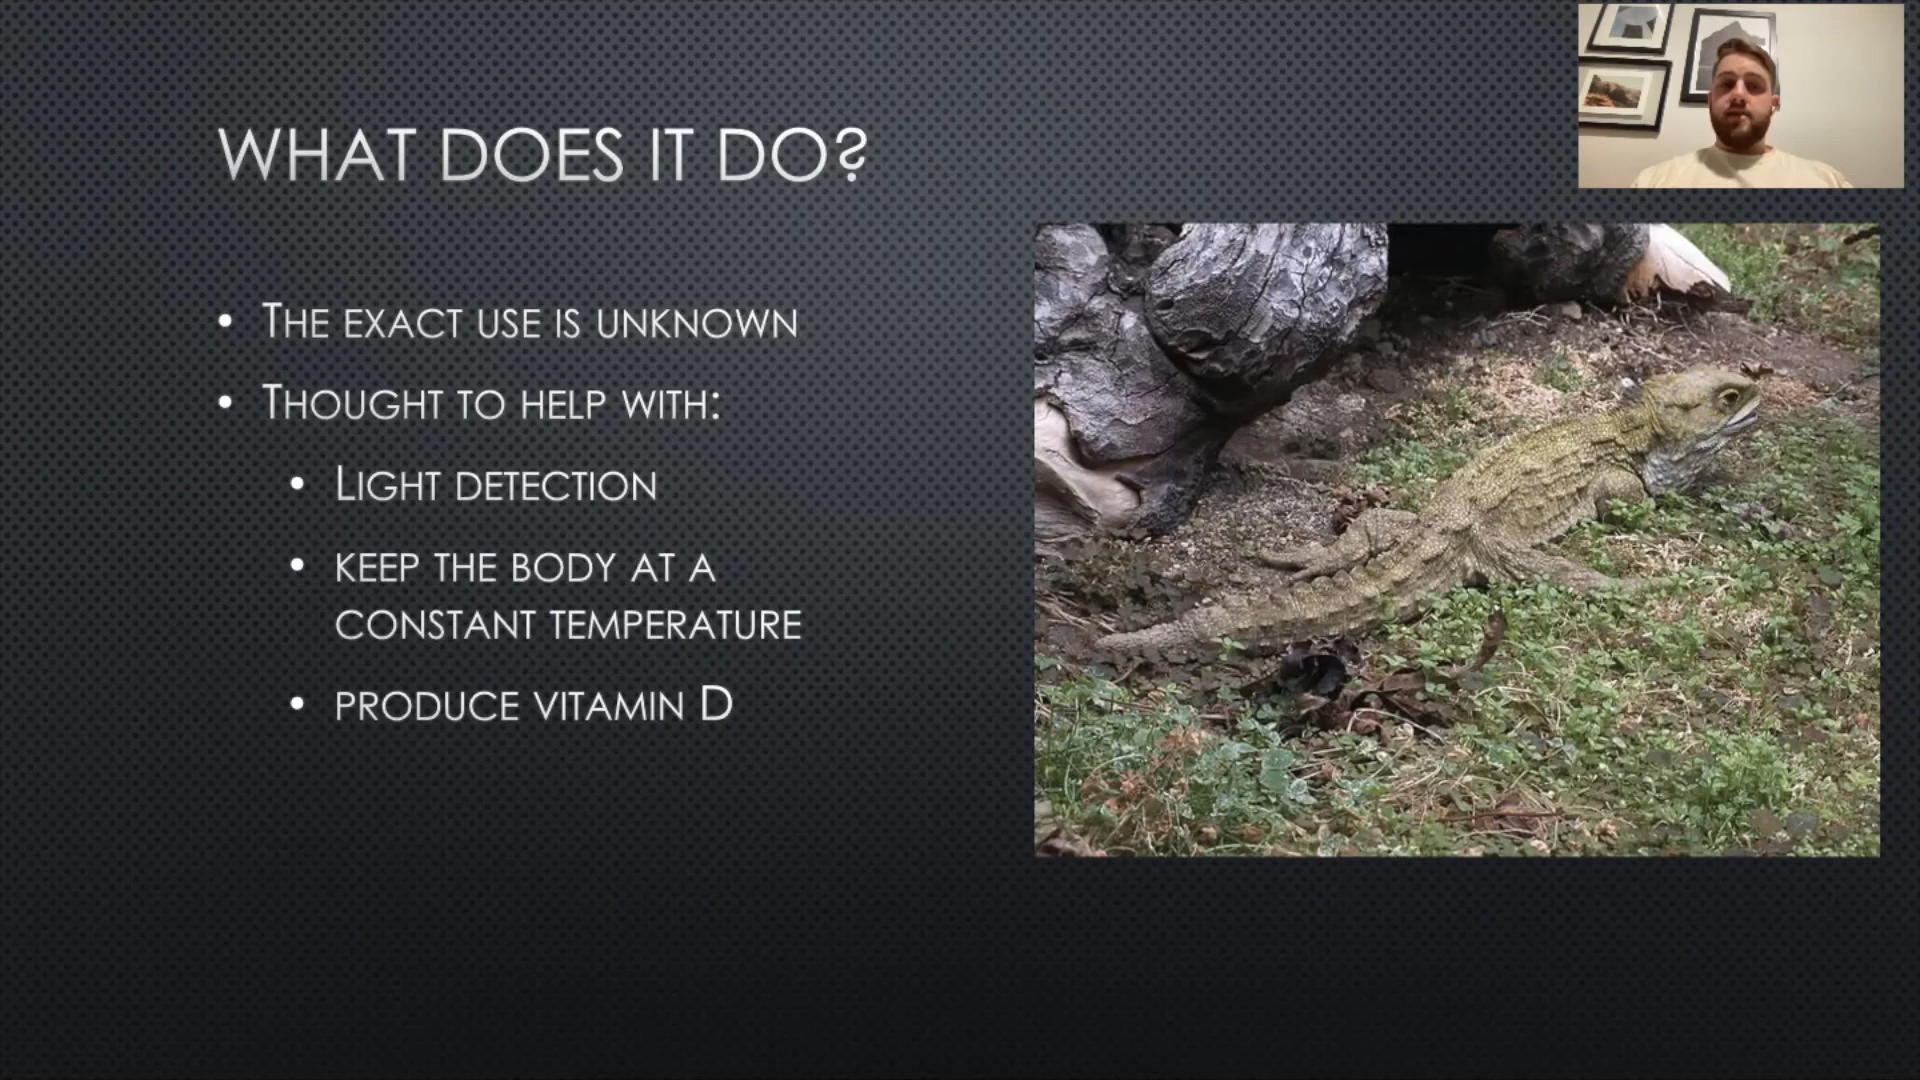 WHAT DOES IT DO?
• THE EXACT USE IS UNKNOWN
• THOUGHT TO HELP WITH:
• LIGHT DETECTION
• KEEP THE BODY AT A
CONSTANT TEMPERATURE
• PRODUCE VITAMIN D